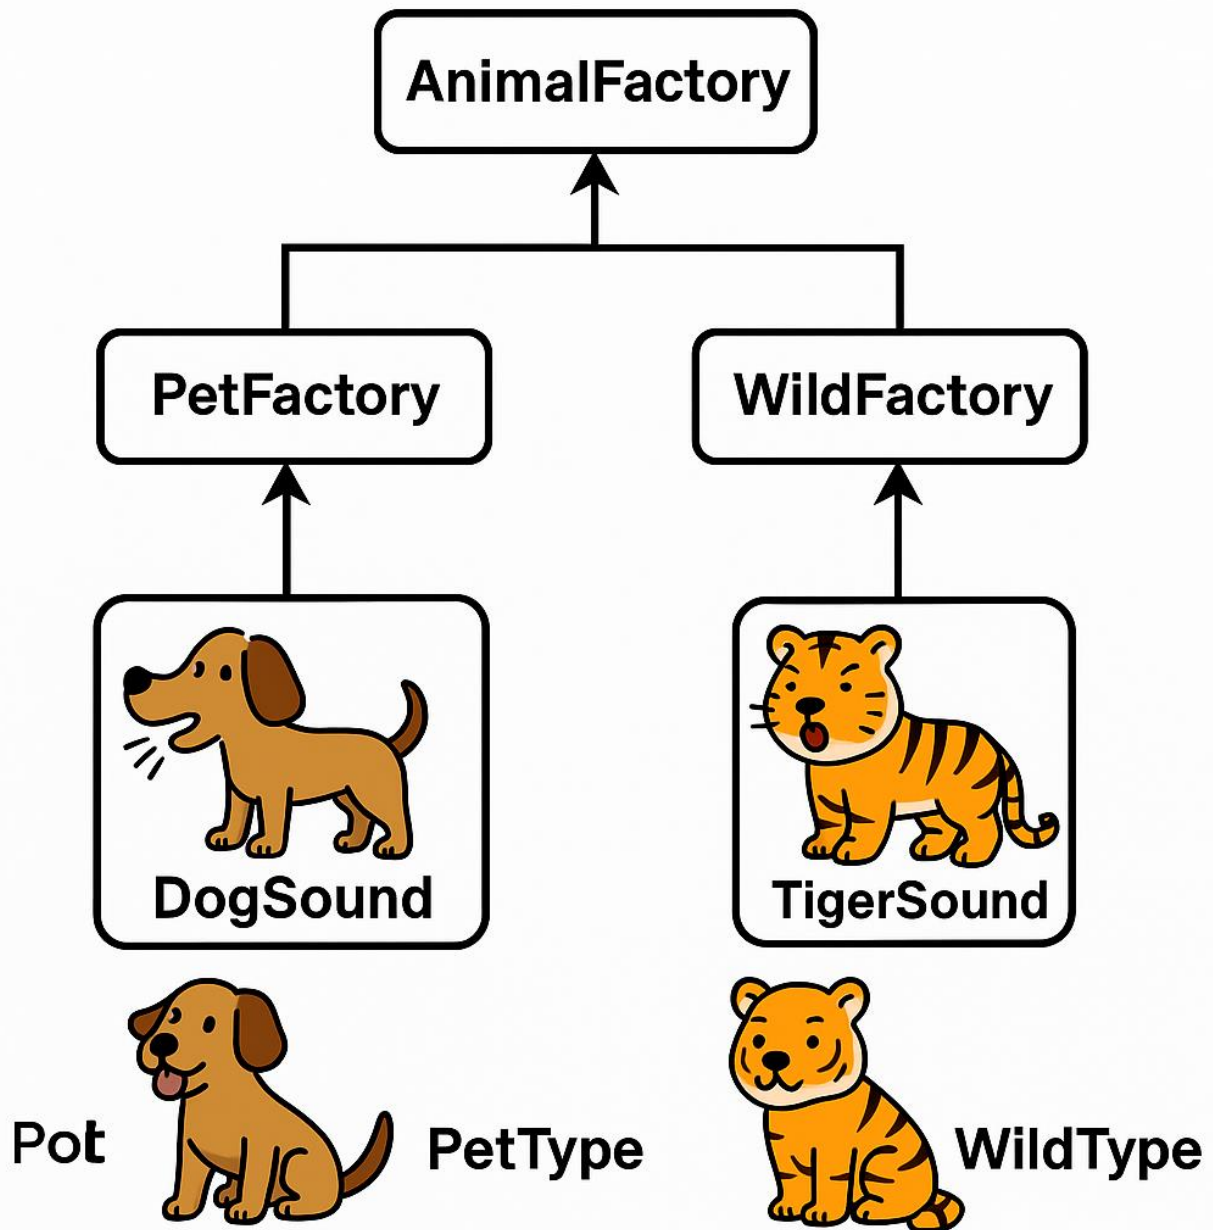 AnimalFactory
PetFactory
WildFactory
DogSound
TigerSound
Pot
PetType
WildType